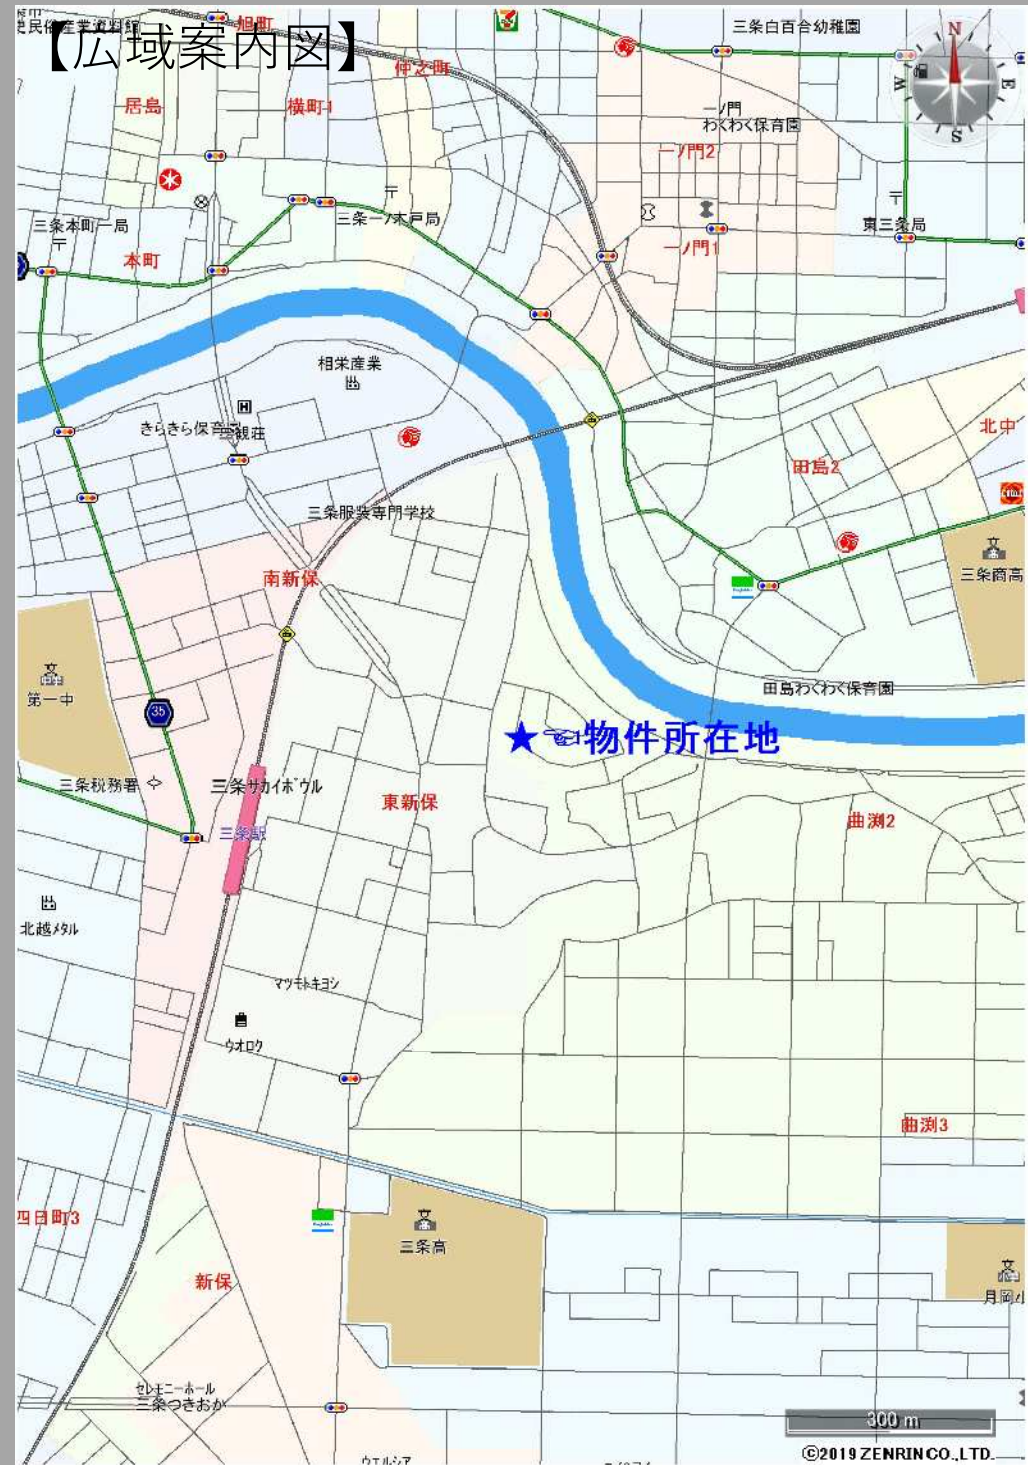 【広域案内図】
旭町
仲之町
三条白百合幼稚園
N
W
E
S
居島
横町1
一ノ門
わくわく保育園
一ノ門2
三条本町一局
三条一ノ木戸局
東三条局
本町
一ノ門1
相栄産業
きらきら保育園
北中
田島2
三条服装専門学校
南新保
三条商高
第一中
35
田島わくわく保育園
★☜物件所在地
三条税務署
三条サカイボウル
東新保
三条駅
曲渕2
北越メタル
マツモトキヨシ
ウオロク
曲渕3
四日町3
三条高
新保
月岡小
セレモニーホール
三条つきおか
300 m
ウエルシア
©2019 ZENRIN CO.,LTD.